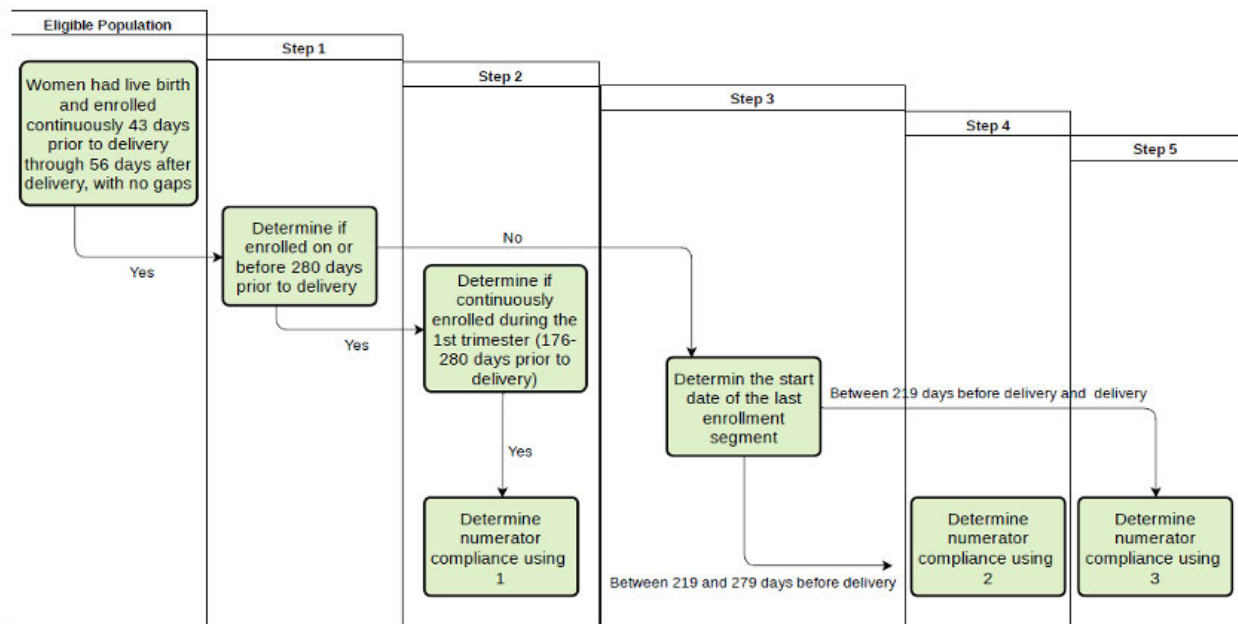 Eligible Population
Step 1
Step 2
Step 3
Step 4
Step 5
Women had live birth
and enrolled
continuously 43 days
prior to delivery
through 56 days after
delivery, with no gaps
Yes
Determine if
enrolled on or
before 280 days
prior to delivery
No
Yes
Determine if
continuously
enrolled during the
1st trimester (176-
280 days prior to
delivery)
Yes
Determine
numerator
compliance using
1
Determin the start
date of the last
enrollment
segment
Between 219 days before delivery and delivery
Between 219 and 279 days before delivery
Determine
numerator
compliance using
2
Determine
numerator
compliance using
3